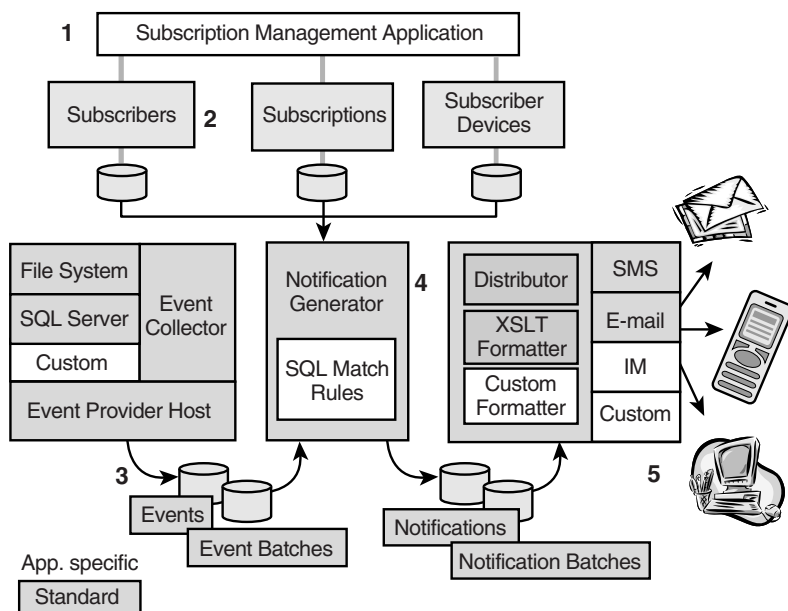 1
Subscription Management Application
Subscribers
2
Subscriptions
Subscriber
Devices
File System
SQL Server
Custom
Event
Collector
Event Provider Host
Notification
Generator
4
SQL Match
Rules
Distributor
XSLT
Formatter
Custom
Formatter
SMS
E-mail
IM
Custom
3
Events
Event Batches
Notifications
Notification Batches
5
App. specific
Standard